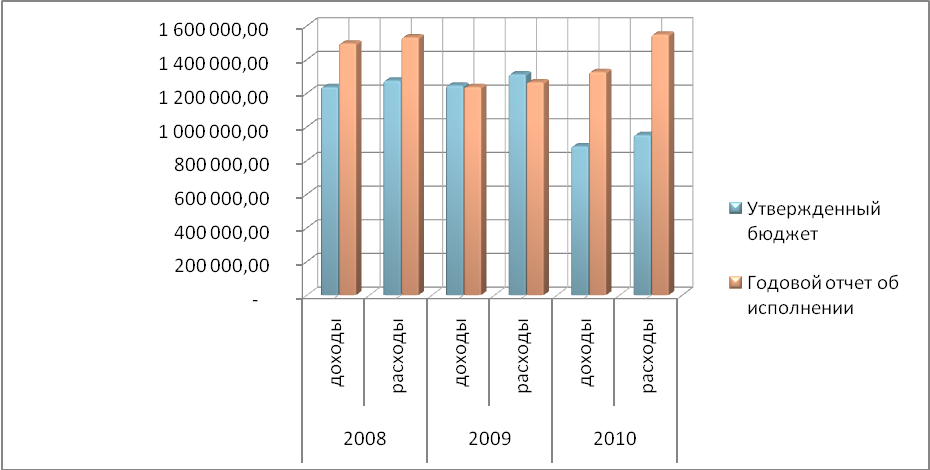 1 600 000,00
1 400 000,00
1 200 000,00
1 000 000,00
800 000,00
600 000,00
400 000,00
200 000,00
-
доходы
расходы
доходы
расходы
доходы
расходы
2008
2009
2010
Утвержденный
бюджет
Годовой отчет об
исполнении